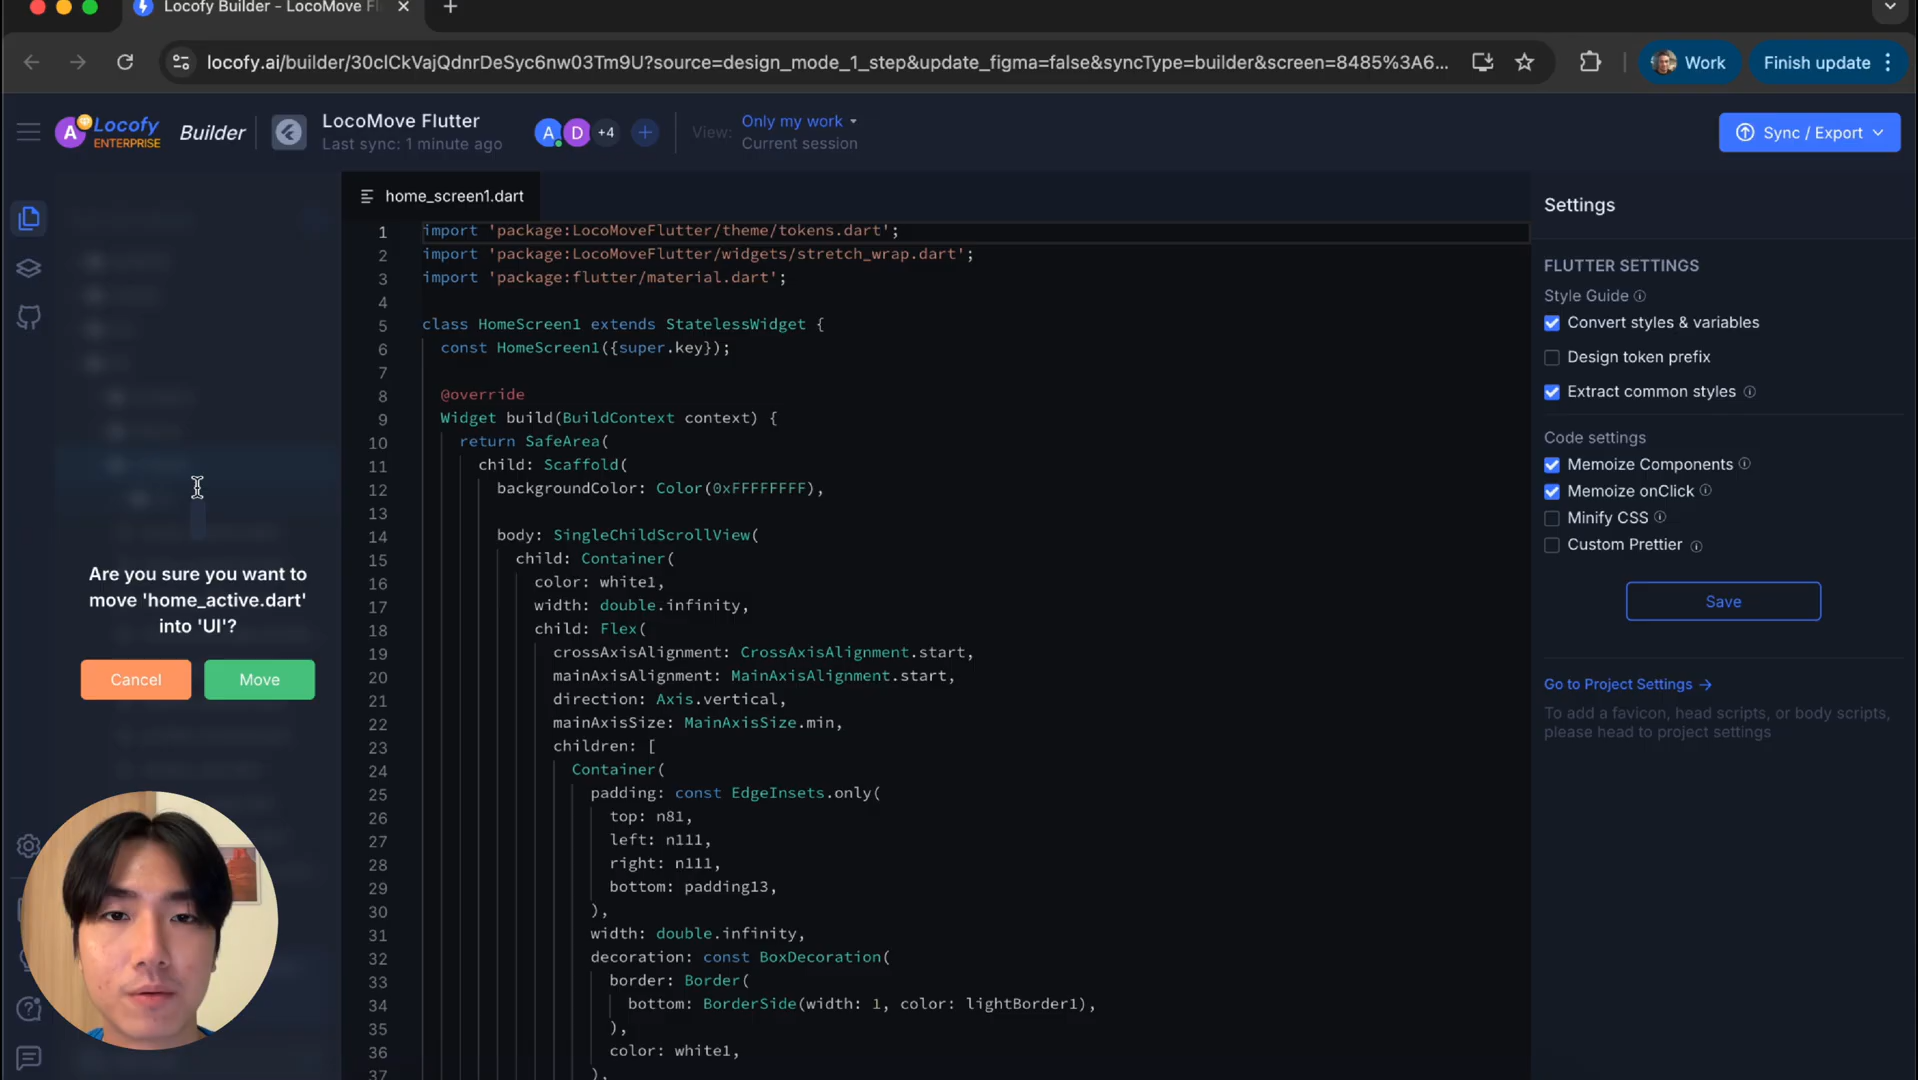 Locofy Builder - LocoMove Fl
locofy.ai/builder/30clCkVajQdnrDeSyc6nw03Tm9U?source=design_mode_1_step&update_figma=false&syncType=builder&screen=8485%3A6...
Work
Finish update
A
Locofy
ENTERPRISE
Builder
LocoMove Flutter
Last sync: 1 minute ago
A
D
+4
View:
Only my work
Current session
Sync / Export
home_screen1.dart
1 import 'package:LocoMoveFlutter/theme/tokens.dart';
2 import 'package:LocoMoveFlutter/widgets/stretch_wrap.dart';
3 import 'package:flutter/material.dart';
4
5 class HomeScreen1 extends StatelessWidget {
6 const HomeScreen1({super.key});
7
8 @override
9 Widget build(BuildContext context) {
10 return SafeArea(
11 child: Scaffold(
12 backgroundColor: Color(0xFFFFFFFF),
13
14 body: SingleChildScrollView(
15 child: Container(
16 color: white1,
17 width: double.infinity,
18 child: Flex(
19 crossAxisAlignment: CrossAxisAlignment.start,
20 mainAxisAlignment: MainAxisAlignment.start,
21 direction: Axis.vertical,
22 mainAxisSize: MainAxisSize.min,
23 children: [
24 Container(
25 padding: const EdgeInsets.only(
26 top: n81,
27 left: n111,
28 right: n111,
29 bottom: padding13,
30 ),
31 width: double.infinity,
32 decoration: const BoxDecoration(
33 border: Border(
34 bottom: BorderSide(width: 1, color: lightBorder1),
35 ),
36 color: white1,
37 ),
Are you sure you want to
move 'home_active.dart'
into 'UI'?
Cancel
Move
Settings
FLUTTER SETTINGS
Style Guide
Convert styles & variables
Design token prefix
Extract common styles
Code settings
Memoize Components
Memoize onClick
Minify CSS
Custom Prettier
Save
Go to Project Settings →
To add a favicon, head scripts, or body scripts,
please head to project settings